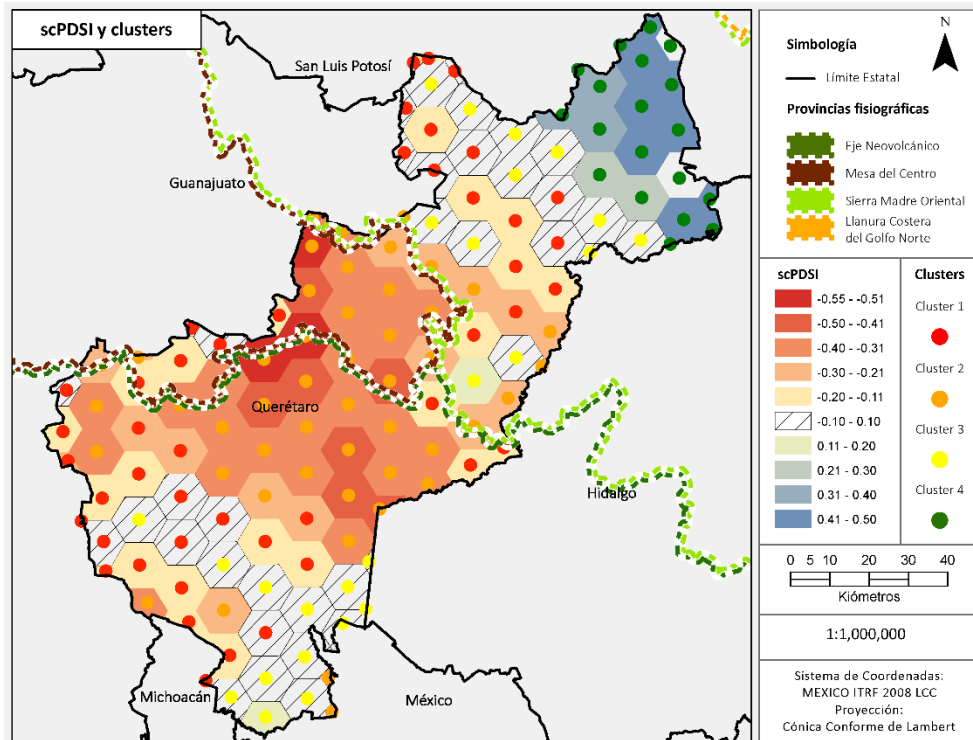 scPDSI y clusters
San Luis Potosí
Guanajuato
Querétaro
Hidalgo
Michoacán
México
Simbología
N
Límite Estatal
Provincias fisiográficas
Eje Neovolcánico
Mesa del Centro
Sierra Madre Oriental
Llanura Costera
del Golfo Norte
scPDSI
-0.55 - -0.51
-0.50 - -0.41
-0.40 - -0.31
-0.30 - -0.21
-0.20 - -0.11
-0.10 - 0.10
0.11 - 0.20
0.21 - 0.30
0.31 - 0.40
0.41 - 0.50
Clusters
Cluster 1
Cluster 2
Cluster 3
Cluster 4
0 5 10 20 30 40
Kiómetros
1:1,000,000
Sistema de Coordenadas:
MEXICO ITRF 2008 LCC
Proyección:
Cónica Conforme de Lambert